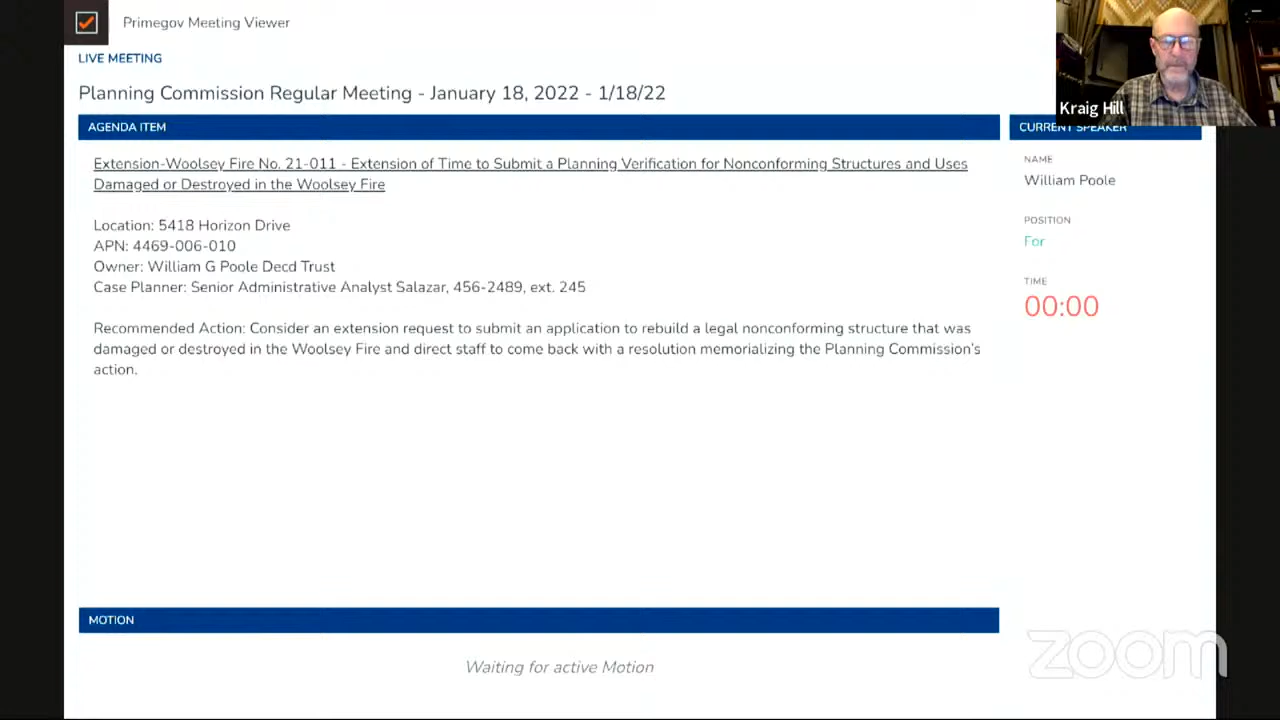 Primegov Meeting Viewer
LIVE MEETING
Planning Commission Regular Meeting - January 18, 2022 - 1/18/22
Kraig Hill
AGENDA ITEM
CURRENT SPEAKER
Extension-Woolsey Fire No. 21-011 - Extension of Time to Submit a Planning Verification for Nonconforming Structures and Uses
Damaged or Destroyed in the Woolsey Fire
Location: 5418 Horizon Drive
APN: 4469-006-010
Owner: William G Poole Decd Trust
Case Planner: Senior Administrative Analyst Salazar, 456-2489, ext. 245
Recommended Action: Consider an extension request to submit an application to rebuild a legal nonconforming structure that was
damaged or destroyed in the Woolsey Fire and direct staff to come back with a resolution memorializing the Planning Commission's
action.
NAME
William Poole
POSITION
For
TIME
00:00
MOTION
Waiting for active Motion
zoom